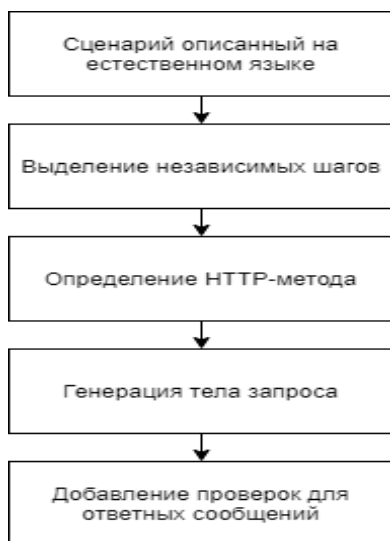 Сценарий описанный на
естественном языке
Выделение независимых шагов
Определение HTTP-метода
Генерация тела запроса
Добавление проверок для
ответных сообщений